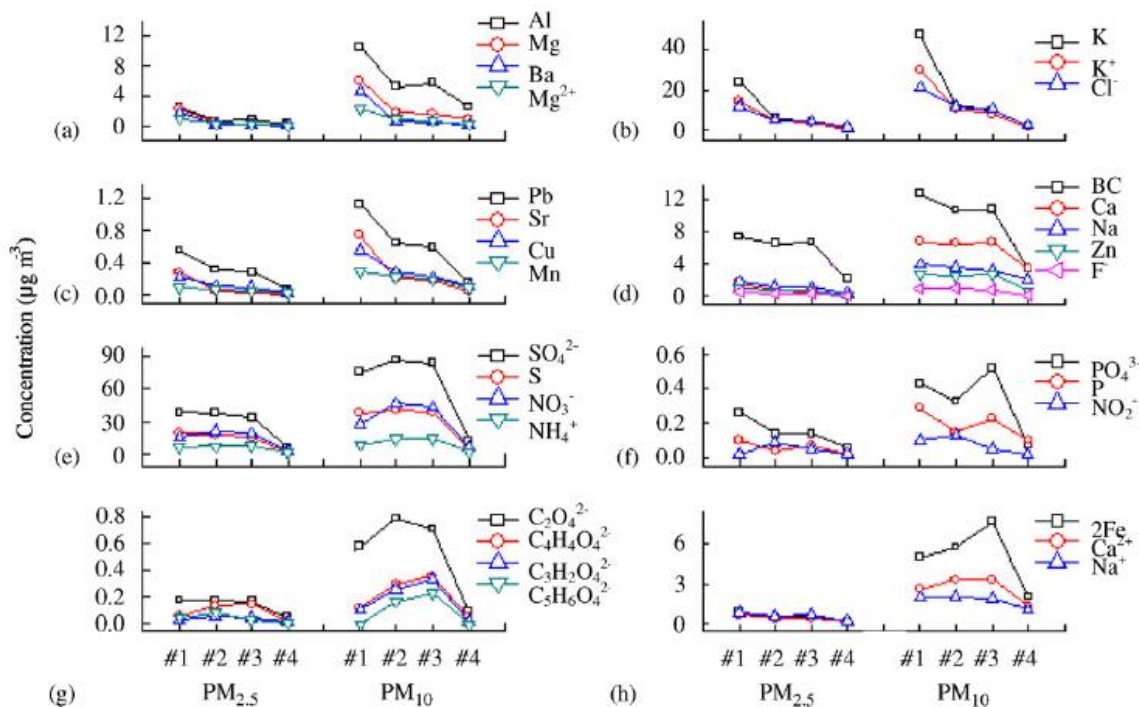 12
8
4
0
(a)
Al
Mg
Ba
Mg²⁺
40
20
0
(b)
K
K⁺
Cl⁻
1.2
0.8
0.4
0.0
(c)
Pb
Sr
Cu
Mn
12
8
4
0
(d)
BC
Ca
Na
Zn
F⁻
Concentration (μg m⁻³)
90
60
30
0
(e)
SO₄²⁻
S
NO₃⁻
NH₄⁺
0.6
0.4
0.2
0.0
(f)
PO₄³⁻
P
NO₂⁻
0.8
0.6
0.4
0.2
0.0
C₂O₄²⁻
C₄H₄O₄²⁻
C₃H₂O₄²⁻
C₅H₆O₄²⁻
6
3
0
2Fe
Ca²⁺
Na⁺
#1 #2 #3 #4 #1 #2 #3 #4
(g) PM₂.₅ PM₁₀
#1 #2 #3 #4 #1 #2 #3 #4
(h) PM₂.₅ PM₁₀